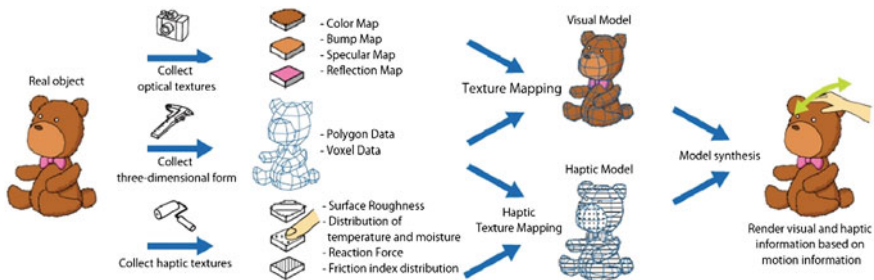 Real object
Collect
optical textures
Collect
three-dimensional form
Collect haptic textures
- Color Map
- Bump Map
- Specular Map
- Reflection Map
- Polygon Data
- Voxel Data
- Surface Roughness
- Distribution of
temperature and moisture
- Reaction Force
- Friction index distribution
Texture Mapping
Haptic
Texture Mapping
Visual Model
Haptic Model
Model synthesis
Render visual and haptic
information based on
motion information